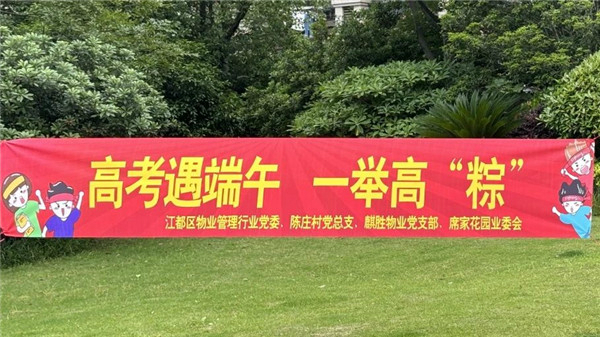 高考遇端午 一举高“粽”
江都区物业管理行业党委、陈庄村党总支、麒胜物业党支部、席家花园业委会